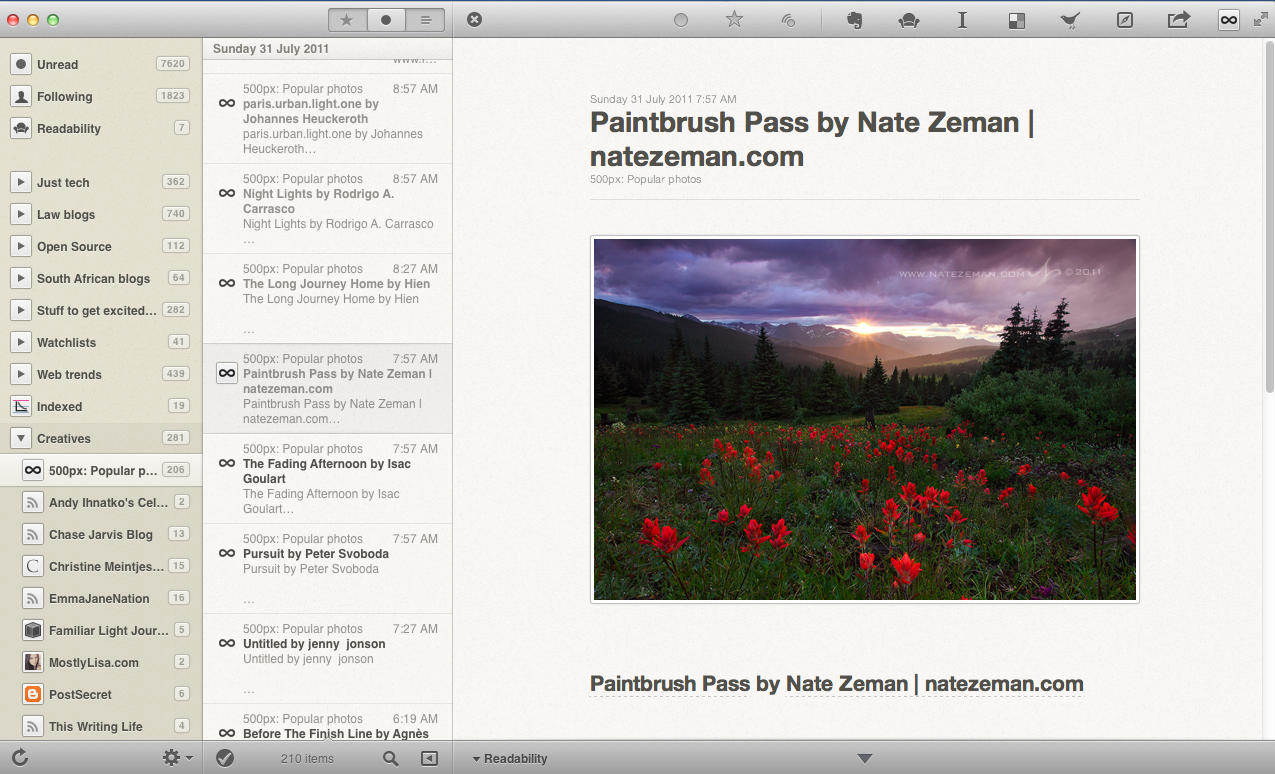 Unread 7620
Following 1823
Readability 7
Just tech 362
Law blogs 740
Open Source 112
South African blogs 64
Stuff to get excited... 282
Watchlists 41
Web trends 439
Indexed 19
Creatives 281
500px: Popular p... 206
Andy Ihnatko's Cel... 2
Chase Jarvis Blog 13
Christine Meintjes... 15
EmmaJaneNation 16
Familiar Light Jour... 5
MostlyLisa.com 2
PostSecret 6
This Writing Life 4
Sunday 31 July 2011
500px: Popular photos 8:57 AM
paris.urban.light.one by
Johannes Heuckeroth
paris.urban.light.one by Johannes
Heuckeroth...
500px: Popular photos 8:57 AM
Night Lights by Rodrigo A.
Carrasco
Night Lights by Rodrigo A. Carrasco
...
500px: Popular photos 8:27 AM
The Long Journey Home by Hien
The Long Journey Home by Hien
...
500px: Popular photos 7:57 AM
Paintbrush Pass by Nate Zeman |
natezeman.com
Paintbrush Pass by Nate Zeman |
natezeman.com...
500px: Popular photos 7:57 AM
The Fading Afternoon by Isac
Goulart
The Fading Afternoon by Isac
Goulart...
500px: Popular photos 7:57 AM
Pursuit by Peter Svoboda
Pursuit by Peter Svoboda
...
500px: Popular photos 7:27 AM
Untitled by jenny jonson
Untitled by jenny jonson
...
500px: Popular photos 6:19 AM
Before The Finish Line by Agnès
210 items
Sunday 31 July 2011 7:57 AM
Paintbrush Pass by Nate Zeman |
natezeman.com
500px: Popular photos
WWW.NATEZEMAN.COM ©2011
Paintbrush Pass by Nate Zeman | natezeman.com
Readability